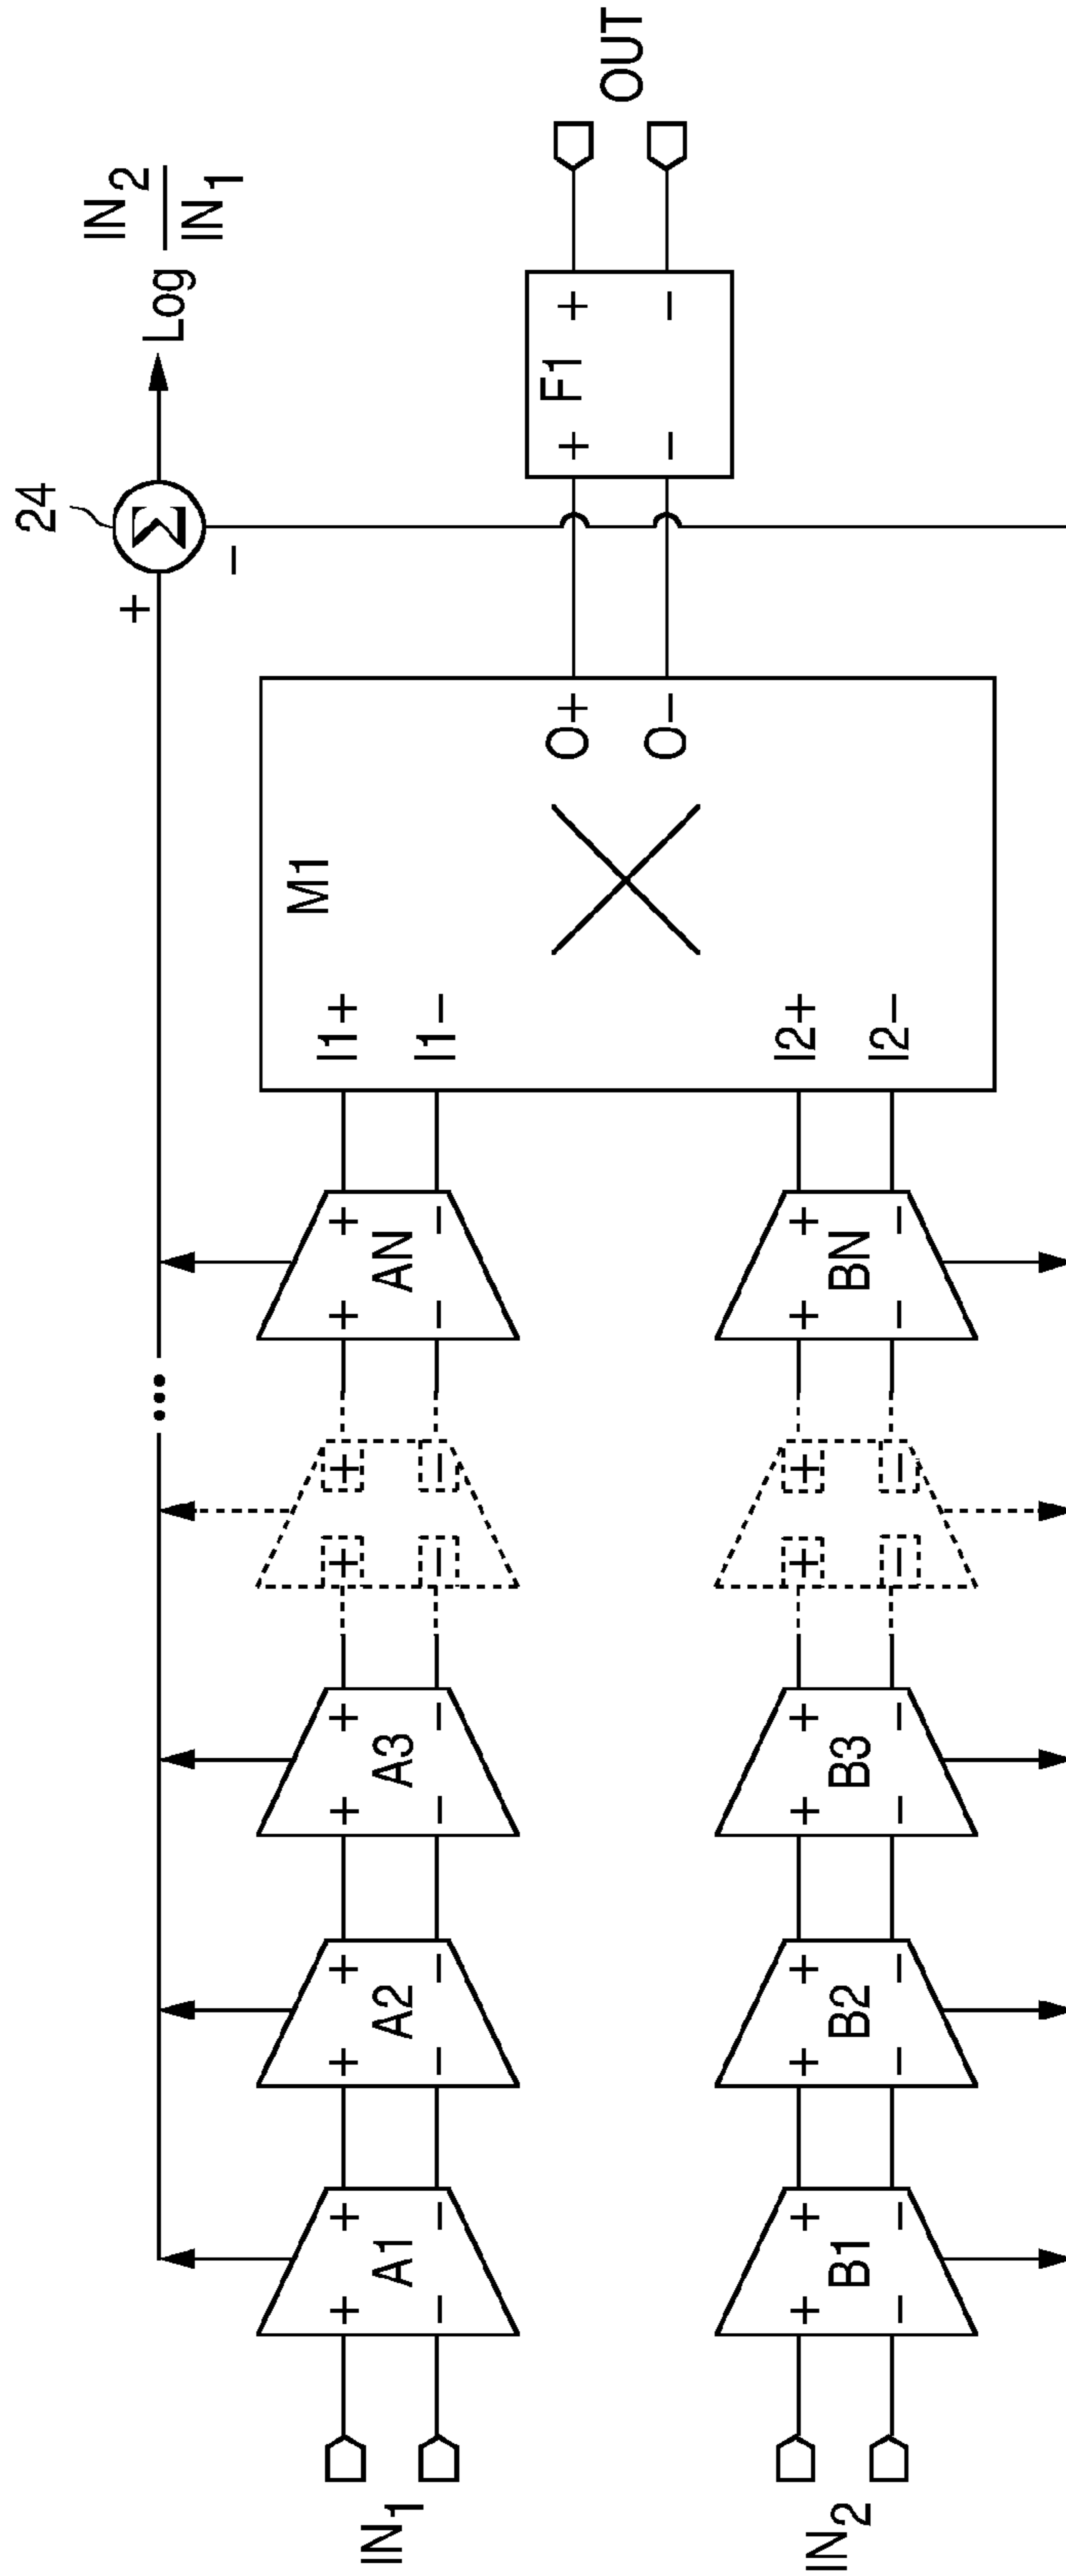 24
+
−
Σ
Log IN2
IN1
IN1
+ + − −
A1
+ + − −
A2
+ + − −
A3
+ + − −
...
+ + − −
AN
I1+
I1−
M1
O+
O−
+ + − −
F1
OUT
IN2
+ + − −
B1
+ + − −
B2
+ + − −
B3
+ + − −
+ + − −
BN
I2+
I2−